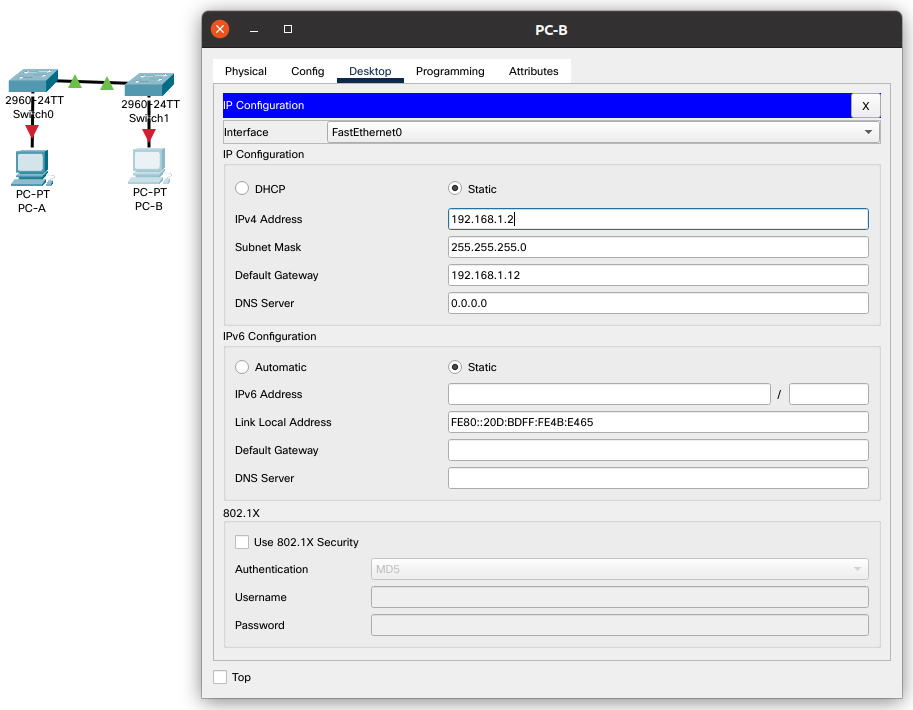 PC-B
Physical Config Desktop Programming Attributes
2960-24TT
Switch0
2960-24TT
Switch1
PC-PT
PC-A
PC-PT
PC-B
IP Configuration X
Interface FastEthernet0
IP Configuration
DHCP Static
IPv4 Address 192.168.1.2
Subnet Mask 255.255.255.0
Default Gateway 192.168.1.12
DNS Server 0.0.0.0
IPv6 Configuration
Automatic Static
IPv6 Address /
Link Local Address FE80::20D:BDFF:FE4B:E465
Default Gateway
DNS Server
802.1X
Use 802.1X Security
Authentication MD5
Username
Password
Top